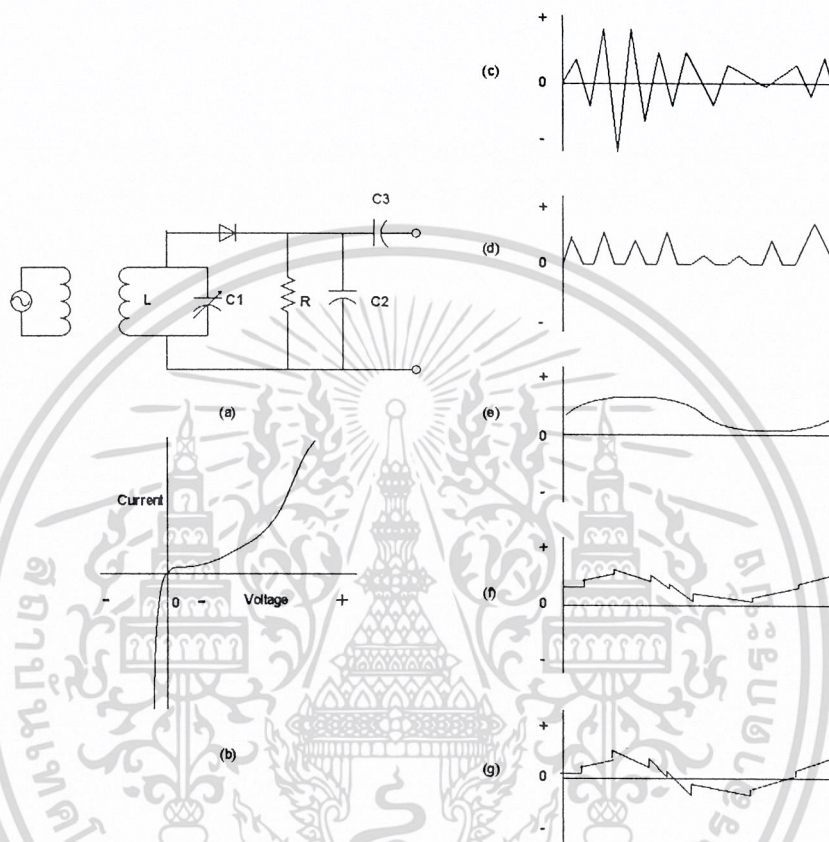 (c)
+
0
-
C3
L
C1
R
C2
(a)
(d)
+
0
-
(e)
+
0
-
Current
-
0
-
Voltage
+
(b)
(f)
+
0
-
(g)
+
0
-